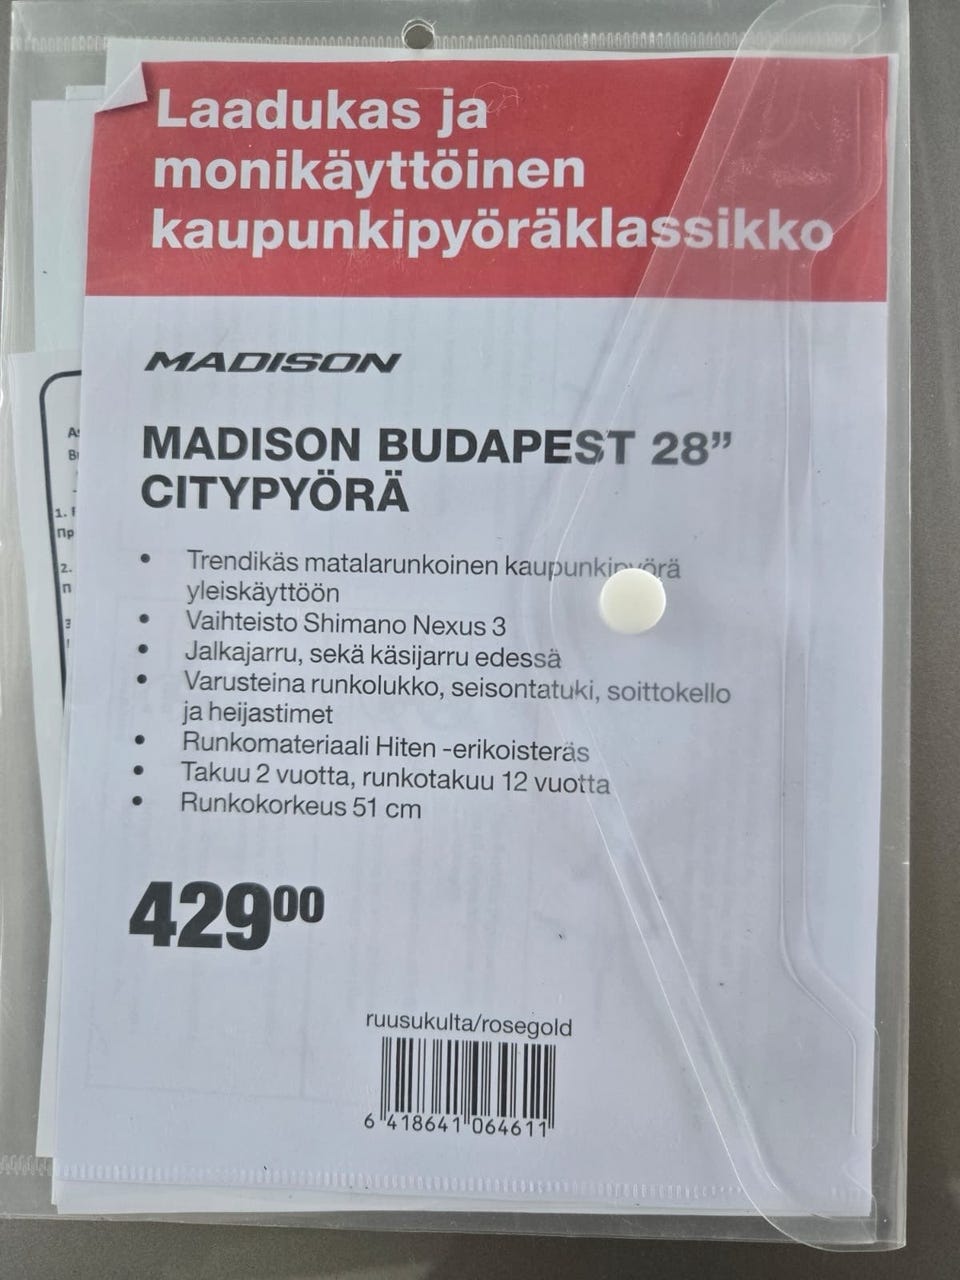 Laadukas ja
monikäyttöinen
kaupunkipyöräklassikko
MADISON
MADISON BUDAPEST 28”
CITYPYÖRÄ
• Trendikäs matalarunkoinen kaupunkipyörä
yleiskäyttöön
• Vaihteisto Shimano Nexus 3
• Jalkajarru, sekä käsijarru edessä
• Varusteina runkolukko, seisontatuki, soittokello
ja heijastimet
• Runkomateriaali Hiten -erikoisteräs
• Takuu 2 vuotta, runkotakuu 12 vuotta
• Runkokorkeus 51 cm
42900
ruusukulta/rosegold
6 418641 064611
1.
2.